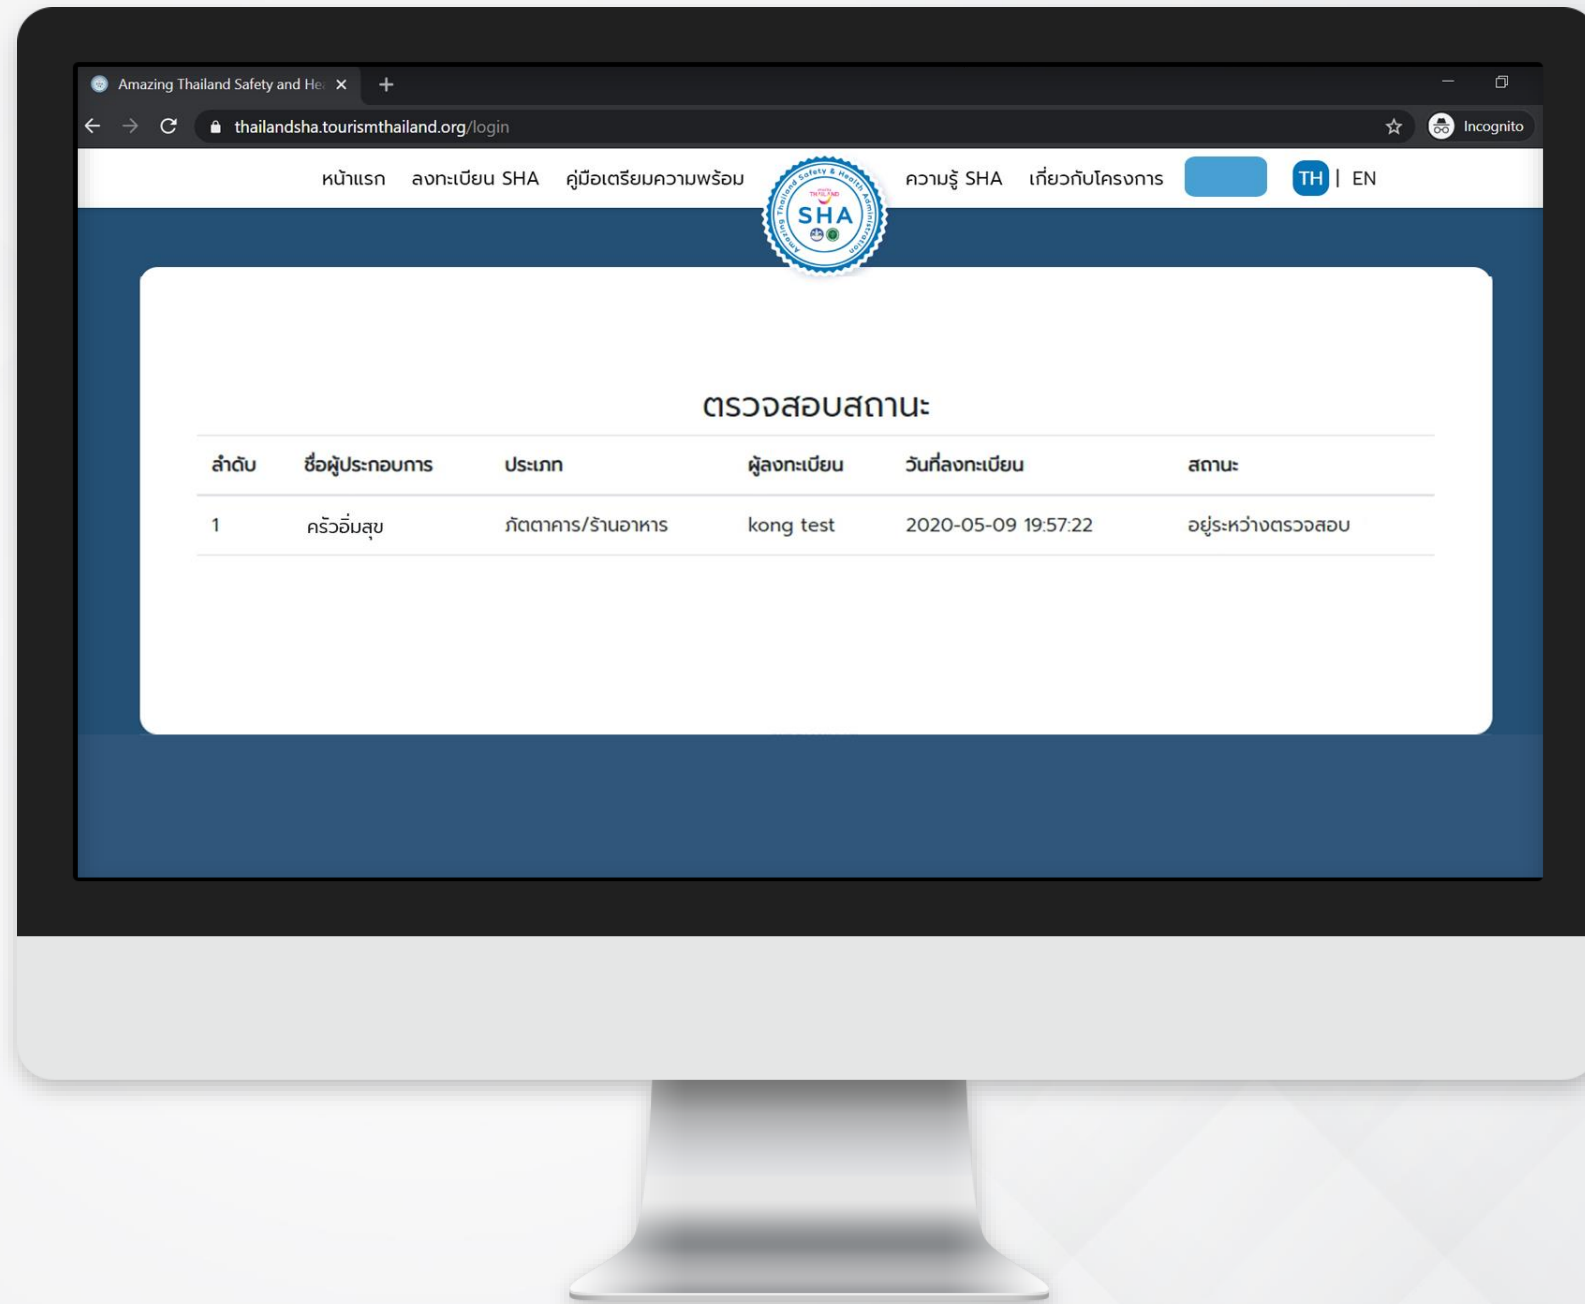 Amazing Thailand Safety and Hea
thailandsha.tourismthailand.org/login
Incognito
หน้าแรก ลงทะเบียน SHA คู่มือเตรียมความพร้อม ความรู้ SHA เกี่ยวกับโครงการ TH | EN
Amazing Thailand Safety & Health Administration
SHA
ตรวจสอบสถานะ
ลำดับ ชื่อผู้ประกอบการ ประเภท ผู้ลงทะเบียน วันที่ลงทะเบียน สถานะ
1 ครัวอิ่มสุข ภัตตาคาร/ร้านอาหาร kong test 2020-05-09 19:57:22 อยู่ระหว่างตรวจสอบ